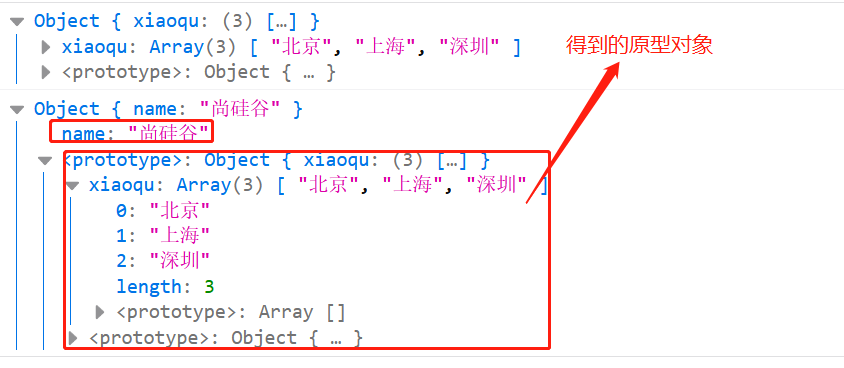 Object { xiaoqu: (3) […] }
xiaoqu: Array(3) [ "北京", "上海", "深圳" ]
得到的原型对象
<prototype>: Object { … }
Object { name: "尚硅谷" }
name: "尚硅谷"
<prototype>: Object { xiaoqu: (3) […] }
xiaoqu: Array(3) [ "北京", "上海", "深圳" ]
0: "北京"
1: "上海"
2: "深圳"
length: 3
<prototype>: Array []
<prototype>: Object { … }